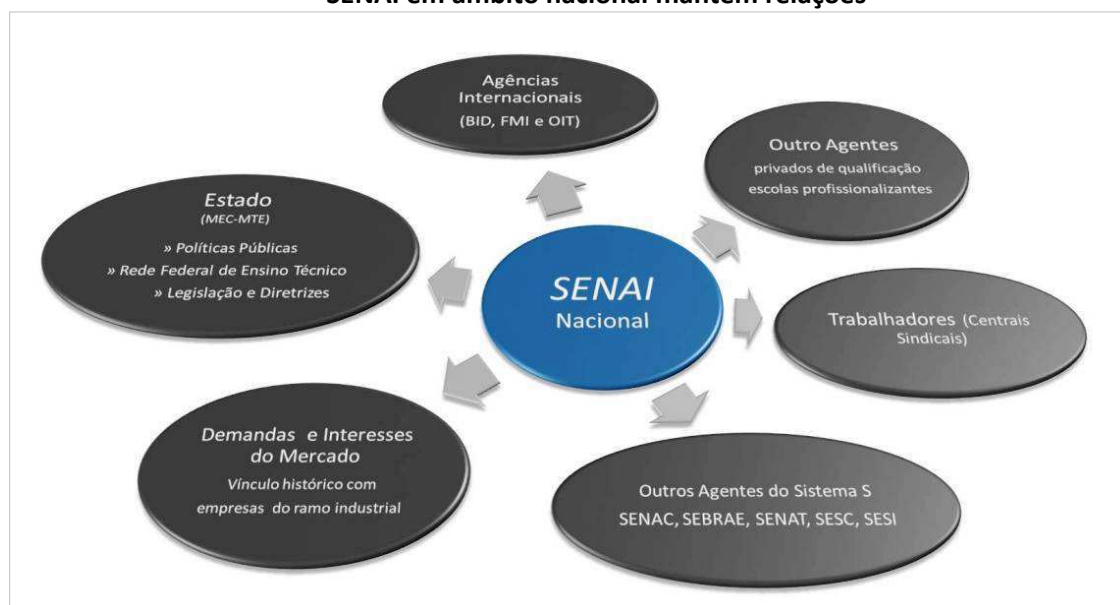 SENAI em âmbito nacional mantém relações
Agências
Internacionais
(BID, FMI e OIT)
Outro Agentes
privados de qualificação
escolas profissionalizantes
Estado
(MEC-MTE)
» Políticas Públicas
» Rede Federal de Ensino Técnico
» Legislação e Diretrizes
SENAI
Nacional
Trabalhadores (Centrais
Sindicais)
Demandas e Interesses
do Mercado
Vínculo histórico com
empresas do ramo industrial
Outros Agentes do Sistema S
SENAC, SEBRAE, SENAT, SESC, SESI